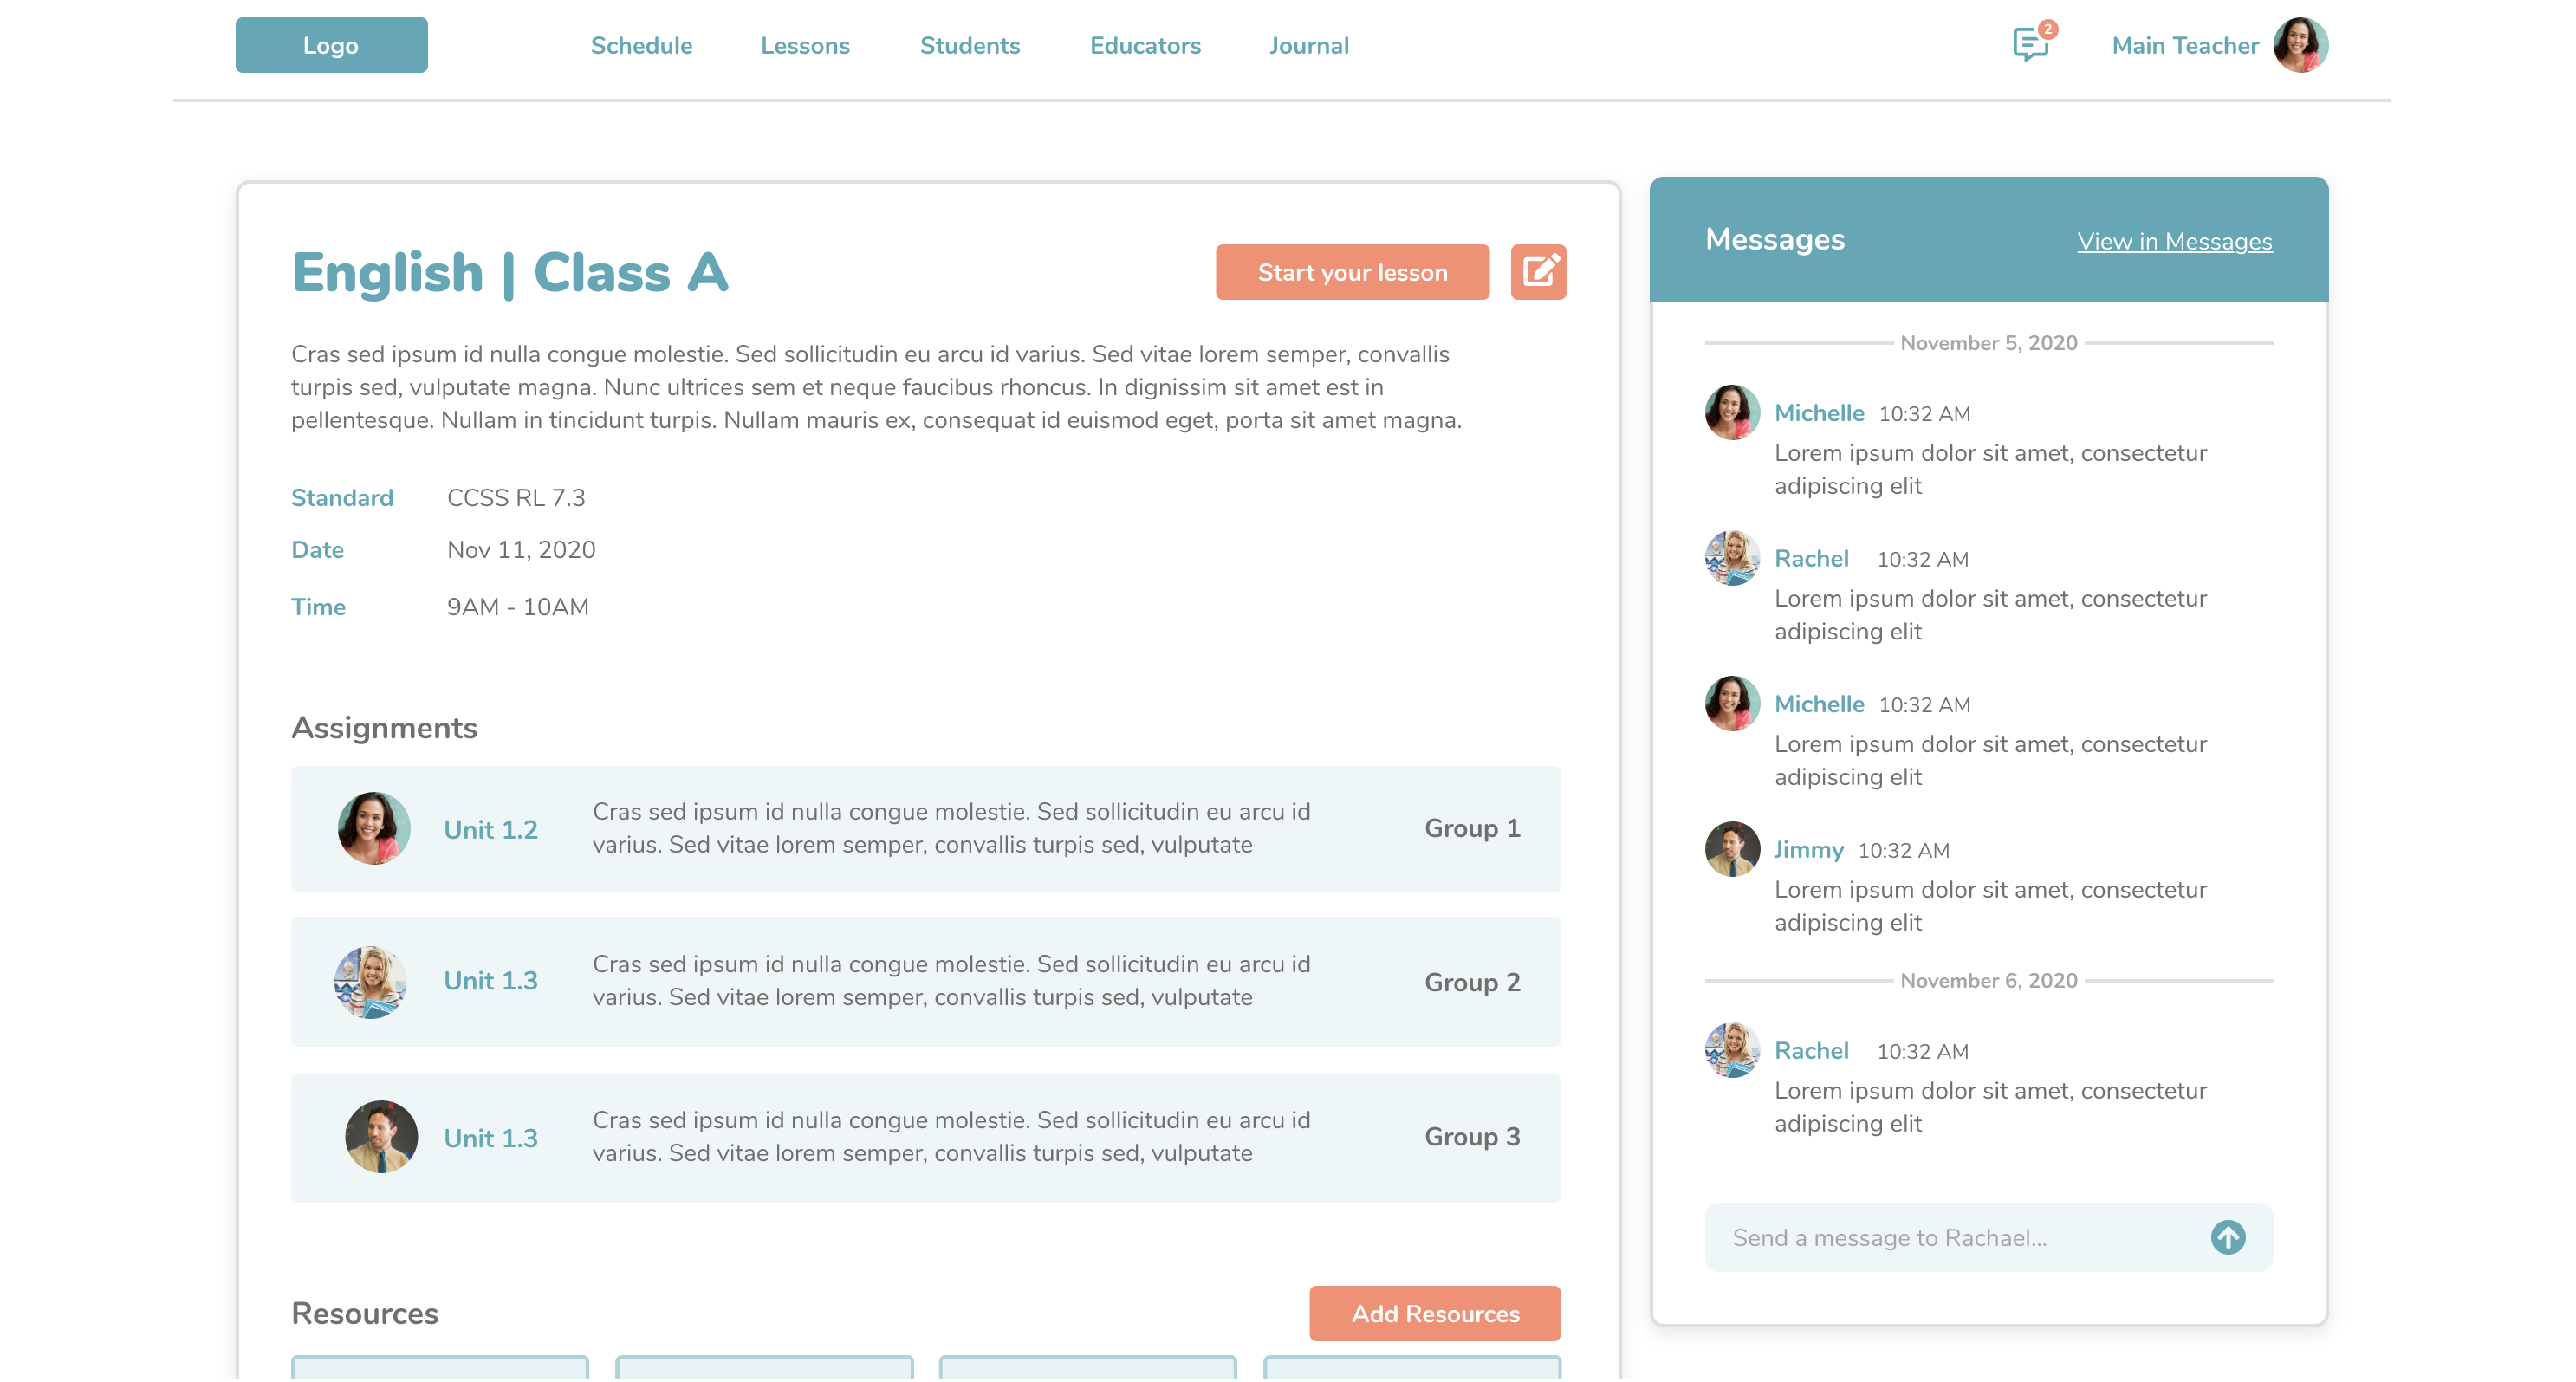 Logo
Schedule
Lessons
Students
Educators
Journal
2
Main Teacher
English | Class A
Start your lesson
Cras sed ipsum id nulla congue molestie. Sed sollicitudin eu arcu id varius. Sed vitae lorem semper, convallis
turpis sed, vulputate magna. Nunc ultrices sem et neque faucibus rhoncus. In dignissim sit amet est in
pellentesque. Nullam in tincidunt turpis. Nullam mauris ex, consequat id euismod eget, porta sit amet magna.
Standard CCSS RL 7.3
Date Nov 11, 2020
Time 9AM - 10AM
Assignments
Unit 1.2
Cras sed ipsum id nulla congue molestie. Sed sollicitudin eu arcu id
varius. Sed vitae lorem semper, convallis turpis sed, vulputate
Group 1
Unit 1.3
Cras sed ipsum id nulla congue molestie. Sed sollicitudin eu arcu id
varius. Sed vitae lorem semper, convallis turpis sed, vulputate
Group 2
Unit 1.3
Cras sed ipsum id nulla congue molestie. Sed sollicitudin eu arcu id
varius. Sed vitae lorem semper, convallis turpis sed, vulputate
Group 3
Resources
Add Resources
Messages
View in Messages
November 5, 2020
Michelle 10:32 AM
Lorem ipsum dolor sit amet, consectetur
adipiscing elit
Rachel 10:32 AM
Lorem ipsum dolor sit amet, consectetur
adipiscing elit
Michelle 10:32 AM
Lorem ipsum dolor sit amet, consectetur
adipiscing elit
Jimmy 10:32 AM
Lorem ipsum dolor sit amet, consectetur
adipiscing elit
November 6, 2020
Rachel 10:32 AM
Lorem ipsum dolor sit amet, consectetur
adipiscing elit
Send a message to Rachael...